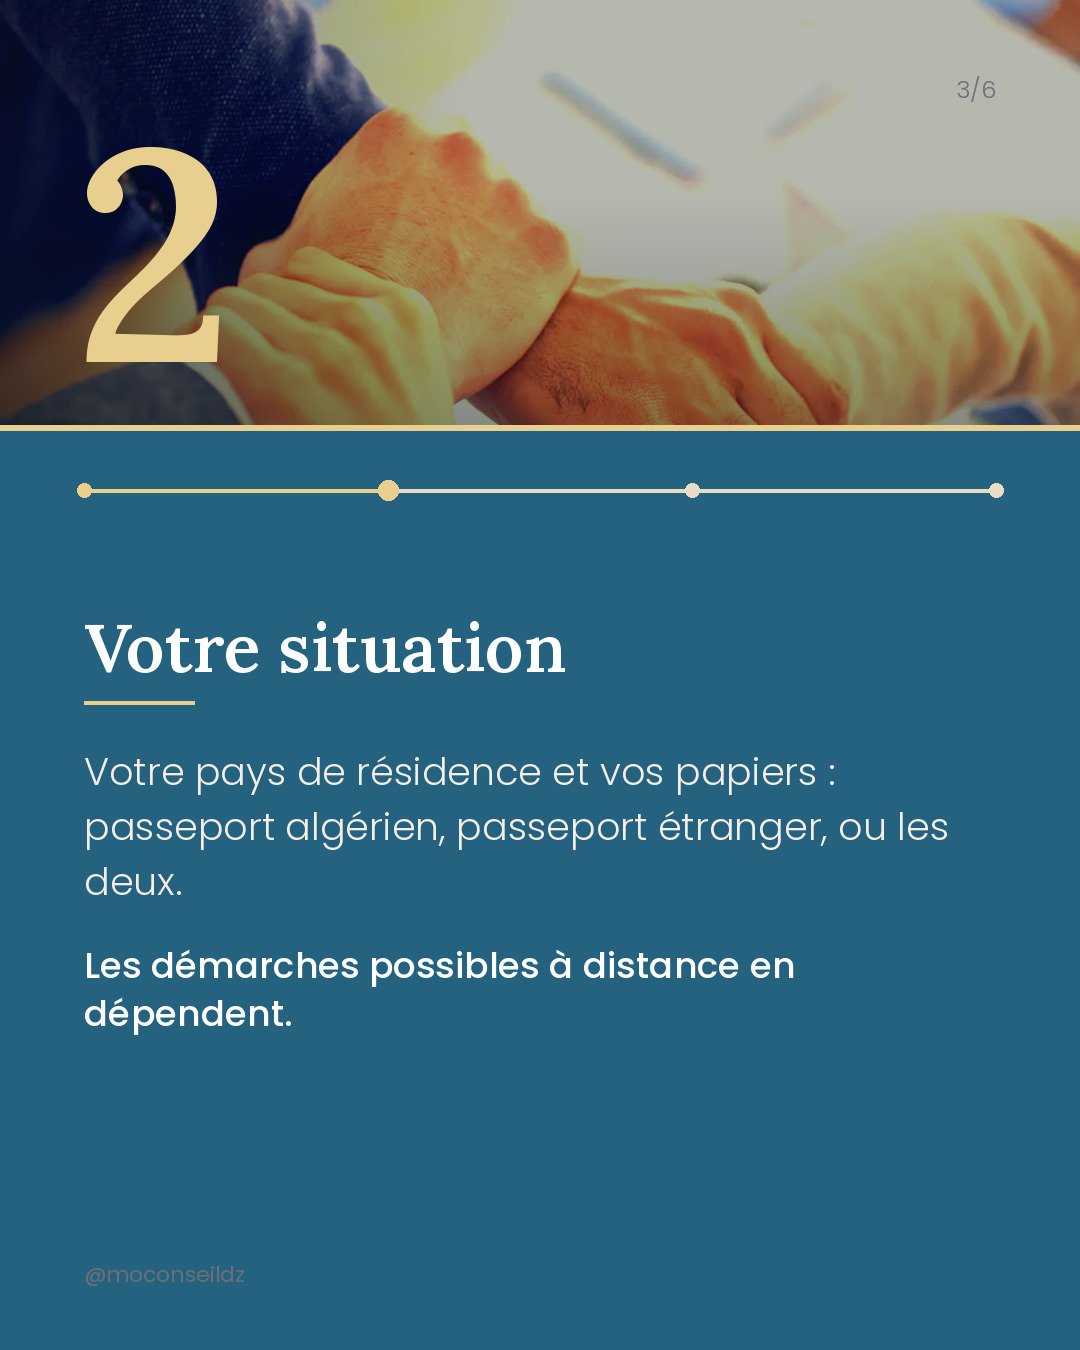 3/6
2
Votre situation
Votre pays de résidence et vos papiers :
passeport algérien, passeport étranger, ou les
deux.
Les démarches possibles à distance en
dépendent.
@moconseildz